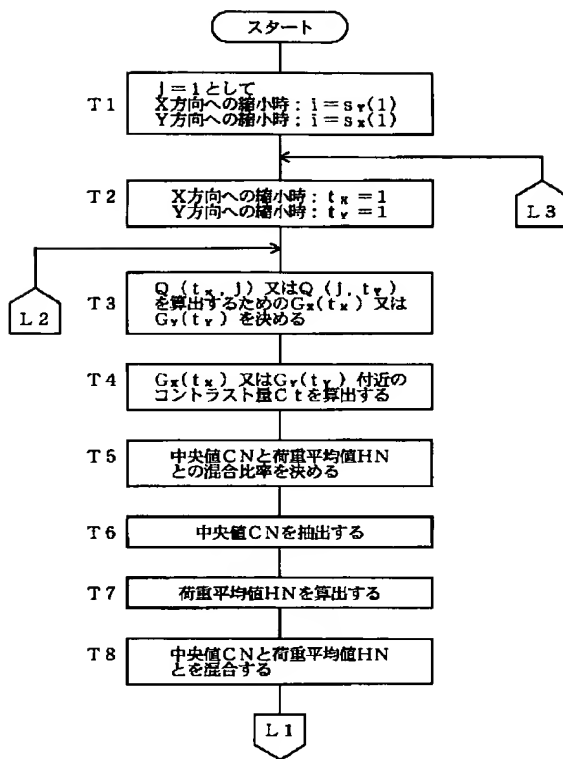 スタート
T1
j=1として
X方向への縮小時:i=sY(1)
Y方向への縮小時:i=sX(1)
T2
X方向への縮小時:tX=1
Y方向への縮小時:tY=1
L3
L2
T3
Q(tX,j)又はQ(j,tY)
を算出するためのGX(tX)又は
GY(tY)を決める
T4
GX(tX)又はGY(tY)付近の
コントラスト量Ctを算出する
T5
中央値CNと荷重平均値HN
との混合比率を決める
T6
中央値CNを抽出する
T7
荷重平均値HNを算出する
T8
中央値CNと荷重平均値HN
とを混合する
L1